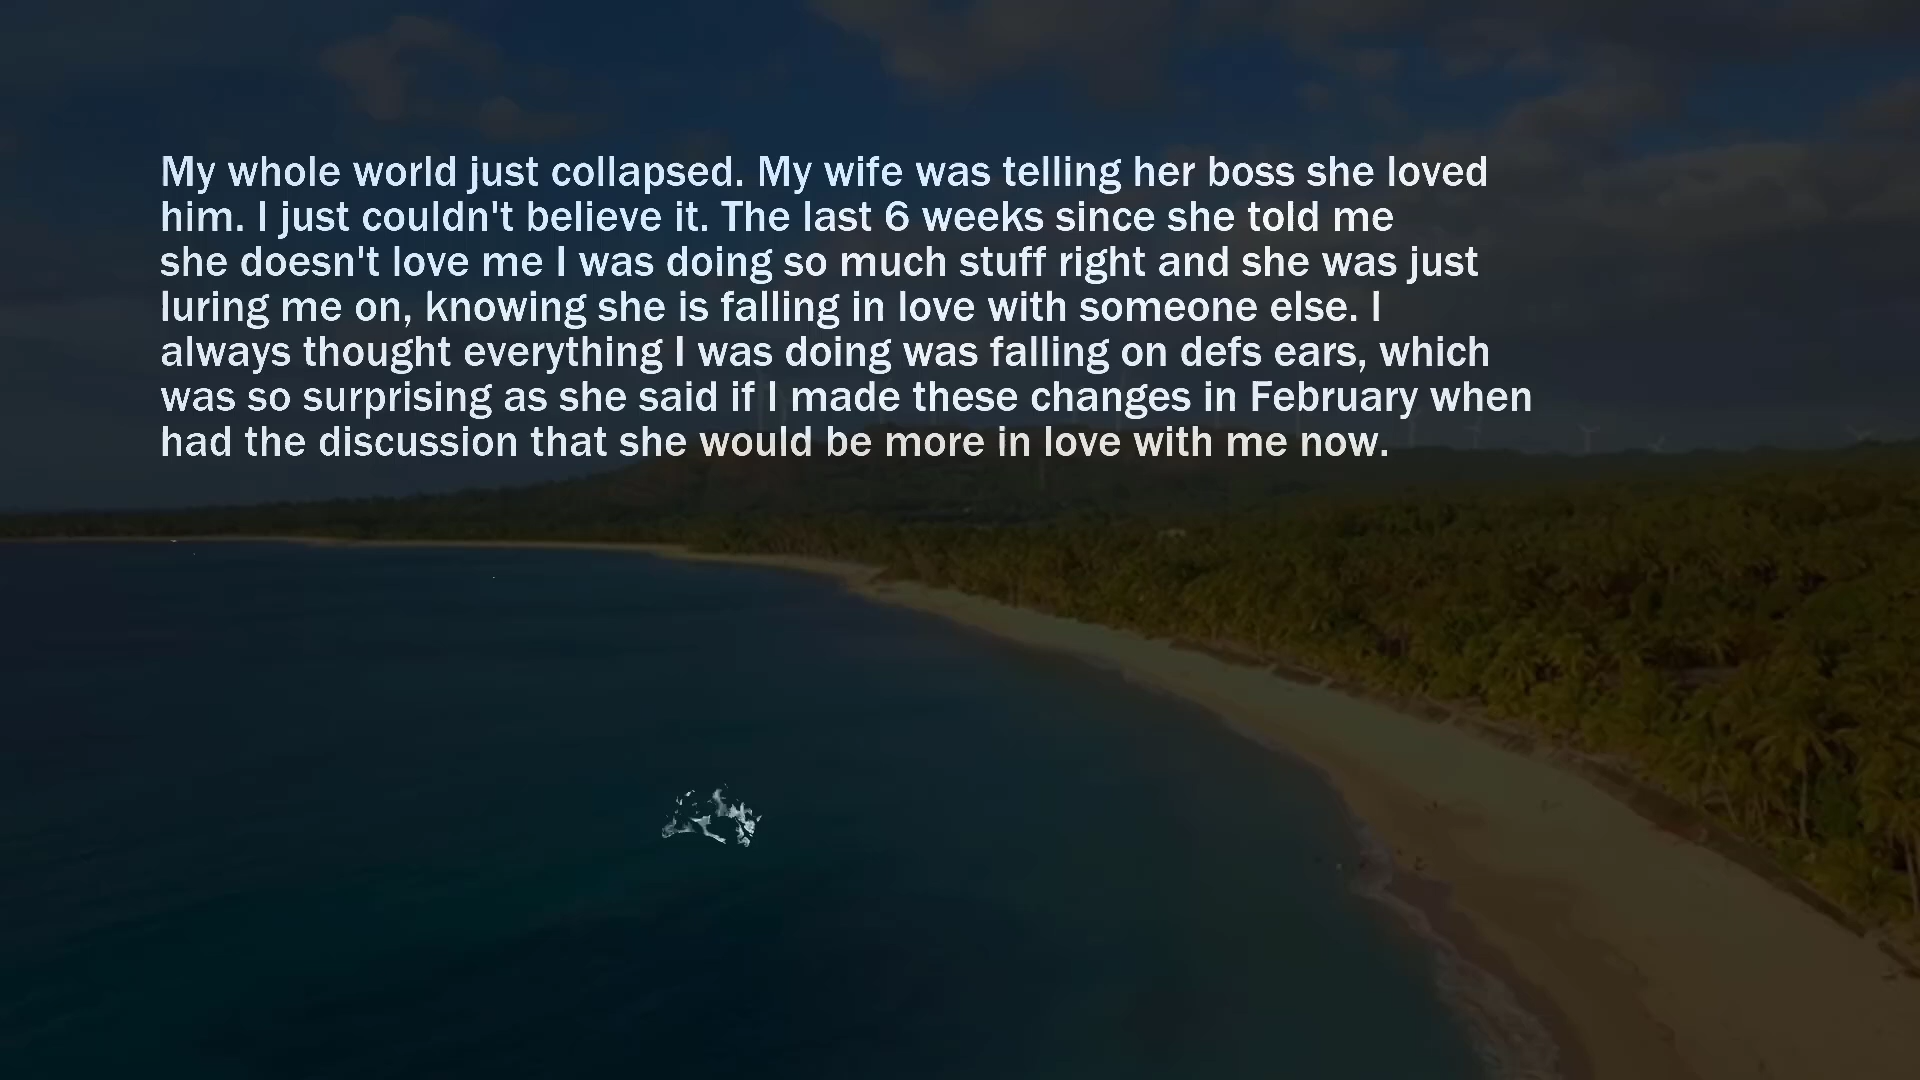 My whole world just collapsed. My wife was telling her boss she loved
him. I just couldn't believe it. The last 6 weeks since she told me
she doesn't love me I was doing so much stuff right and she was just
luring me on, knowing she is falling in love with someone else. I
always thought everything I was doing was falling on defs ears, which
was so surprising as she said if I made these changes in February when
had the discussion that she would be more in love with me now.